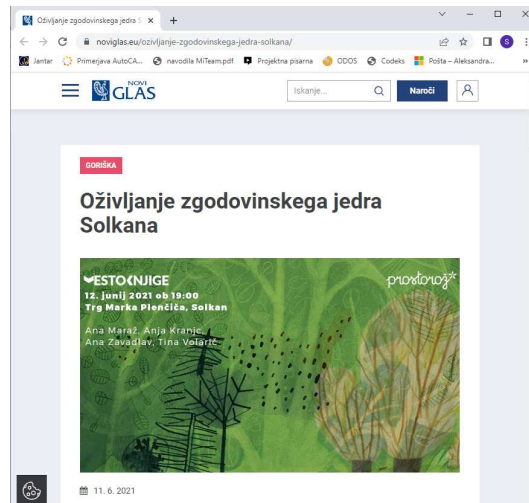 Oživljanje zgodovinskega jedra S
noviglas.eu/ozivljanje-zgodovinskega-jedra-solkana/
S
Jantar
Primerjava AutoCA...
navodila MiTeam.pdf
Projektna pisarna
ODOS
Codeks
Pošta – Aleksandra...
»
NOVI
GLAS
Iskanje...
Naroči
GORIŠKA
Oživljanje zgodovinskega jedra
Solkana
MESTO KNJIGE
prostorož*
12. junij 2021 ob 19:00
Trg Marka Plenčiča, Solkan
Ana Maraž, Anja Kranjc,
Ana Zavadlav, Tina Volarič
11. 6. 2021